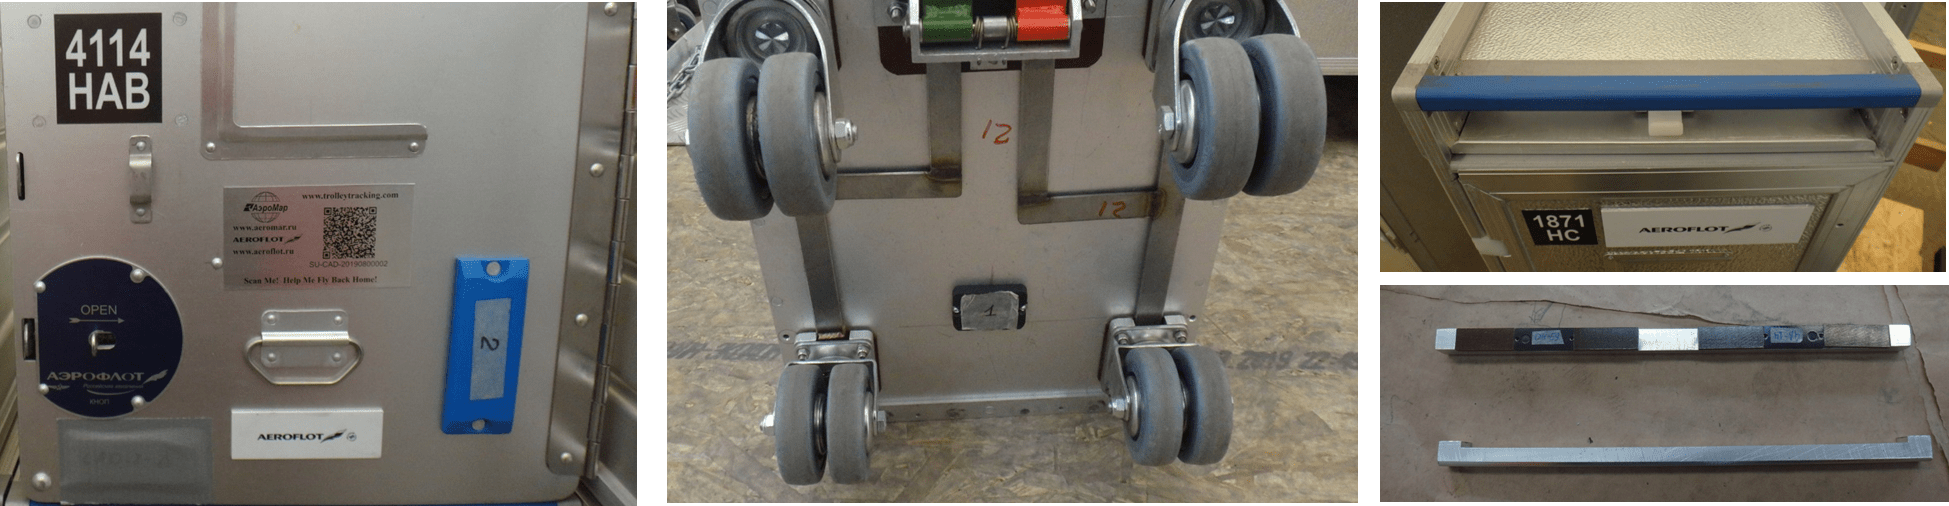 4114
HAB
www.trolleytracking.com
АэроМар
www.aeromar.ru
AEROFLOT
www.aeroflot.ru
SU-CAD-20190800002
Scan Me! Help Me Fly Back Home!
OPEN
АЭРОФЛОТ
КНОП
AEROFLOT
2
12
12
1
1871
HC
AEROFLOT